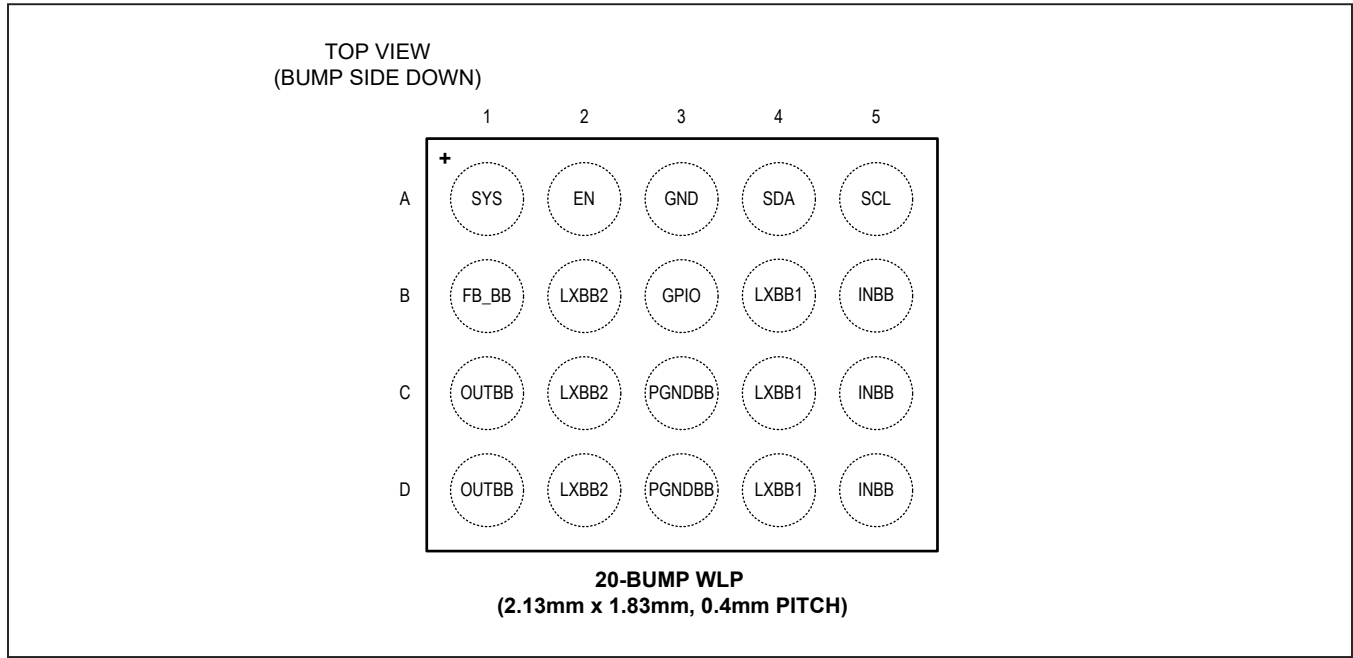 TOP VIEW
(BUMP SIDE DOWN)
1 2 3 4 5
+
A SYS EN GND SDA SCL
B FB_BB LXBB2 GPIO LXBB1 INBB
C OUTBB LXBB2 PGNDBB LXBB1 INBB
D OUTBB LXBB2 PGNDBB LXBB1 INBB
20-BUMP WLP
(2.13mm x 1.83mm, 0.4mm PITCH)